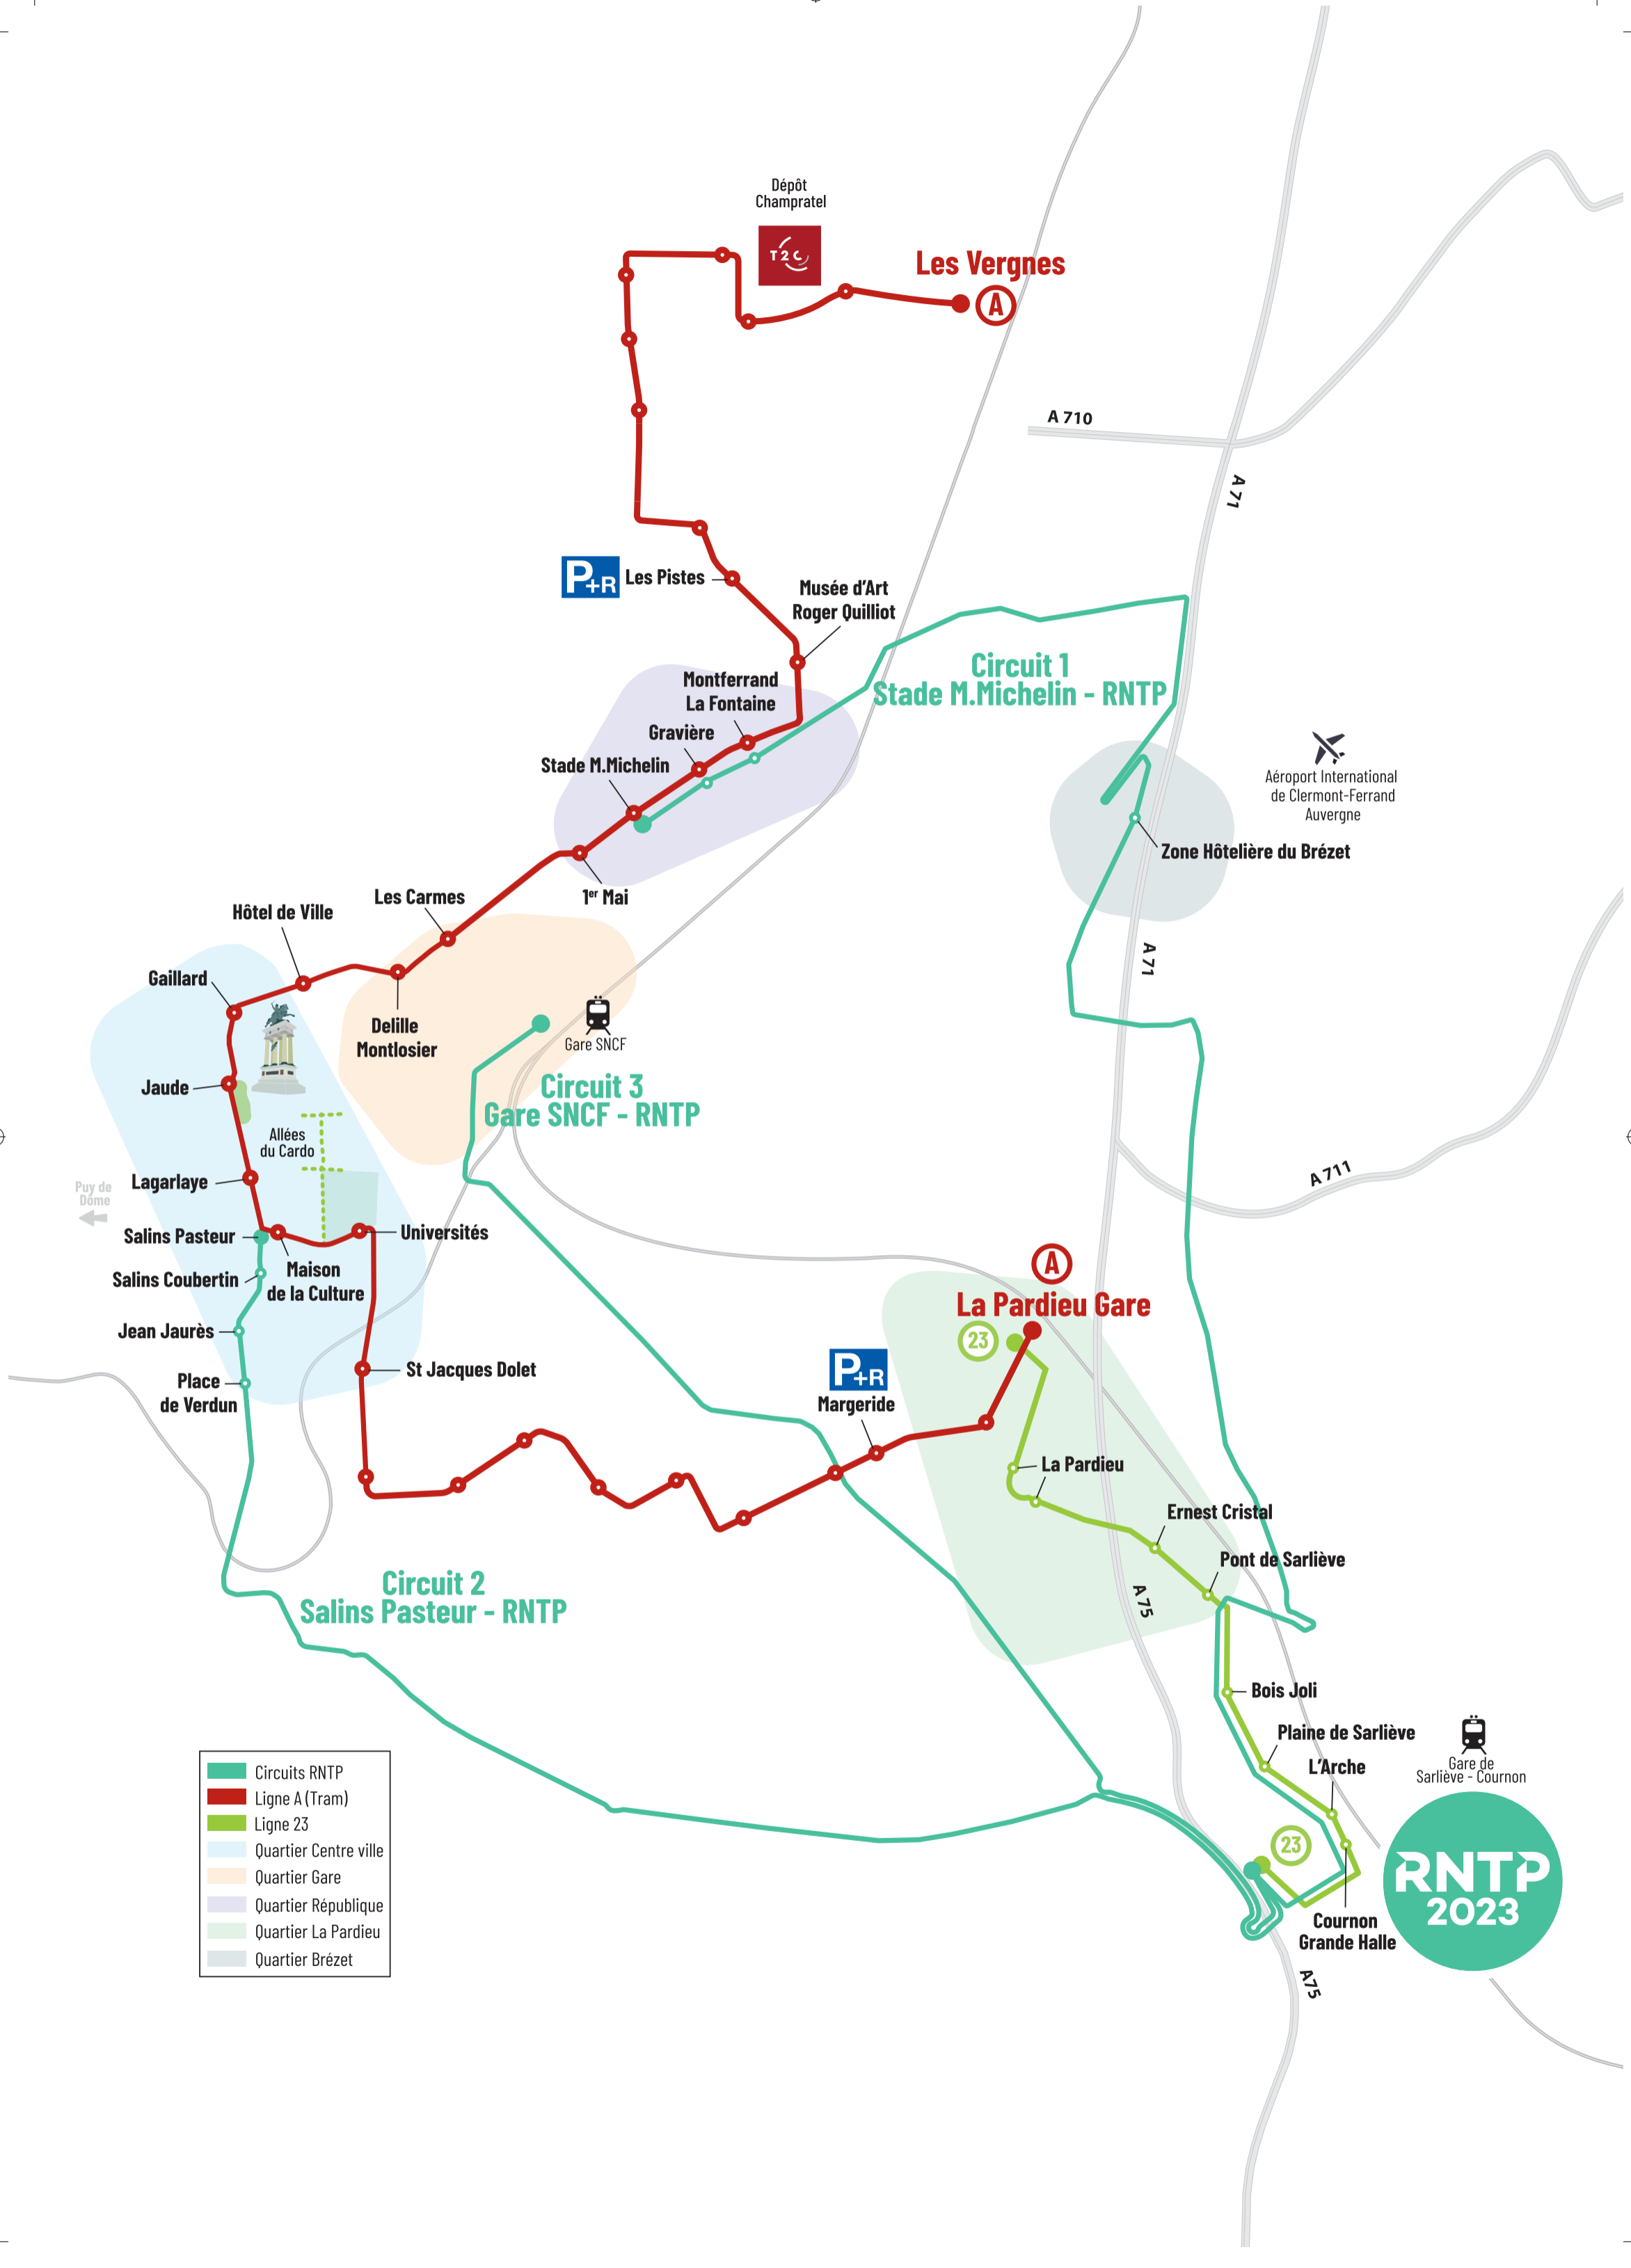 Dépôt
Champratel
T2C
Les Vergnes
A
A 710
A 71
P+R
Les Pistes
Musée d'Art
Roger Quilliot
Circuit 1
Stade M.Michelin - RNTP
Montferrand
La Fontaine
Gravière
Stade M.Michelin
1er Mai
Aéroport International
de Clermont-Ferrand
Auvergne
Zone Hôtelière du Brézet
A 71
Les Carmes
Hôtel de Ville
Gaillard
Delille
Montlosier
Gare SNCF
Jaude
Circuit 3
Gare SNCF - RNTP
Allées
du Cardo
Lagarlaye
Puy de
Dôme
A 711
Salins Pasteur
Universités
Maison
de la Culture
Salins Coubertin
A
La Pardieu Gare
23
Jean Jaurès
St Jacques Dolet
Place
de Verdun
P+R
Margeride
La Pardieu
Ernest Cristal
Pont de Sarliève
A 75
Circuit 2
Salins Pasteur - RNTP
Bois Joli
Plaine de Sarliève
L'Arche
Gare de
Sarliève - Cournon
23
RNTP
2023
Cournon
Grande Halle
A75
Circuits RNTP
Ligne A (Tram)
Ligne 23
Quartier Centre ville
Quartier Gare
Quartier République
Quartier La Pardieu
Quartier Brézet